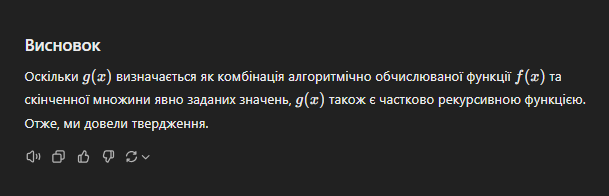 Висновок
Оскільки g(x) визначається як комбінація алгоритмічно обчислюваної функції f(x) та
скінченної множини явно заданих значень, g(x) також є частково рекурсивною функцією.
Отже, ми довели твердження.